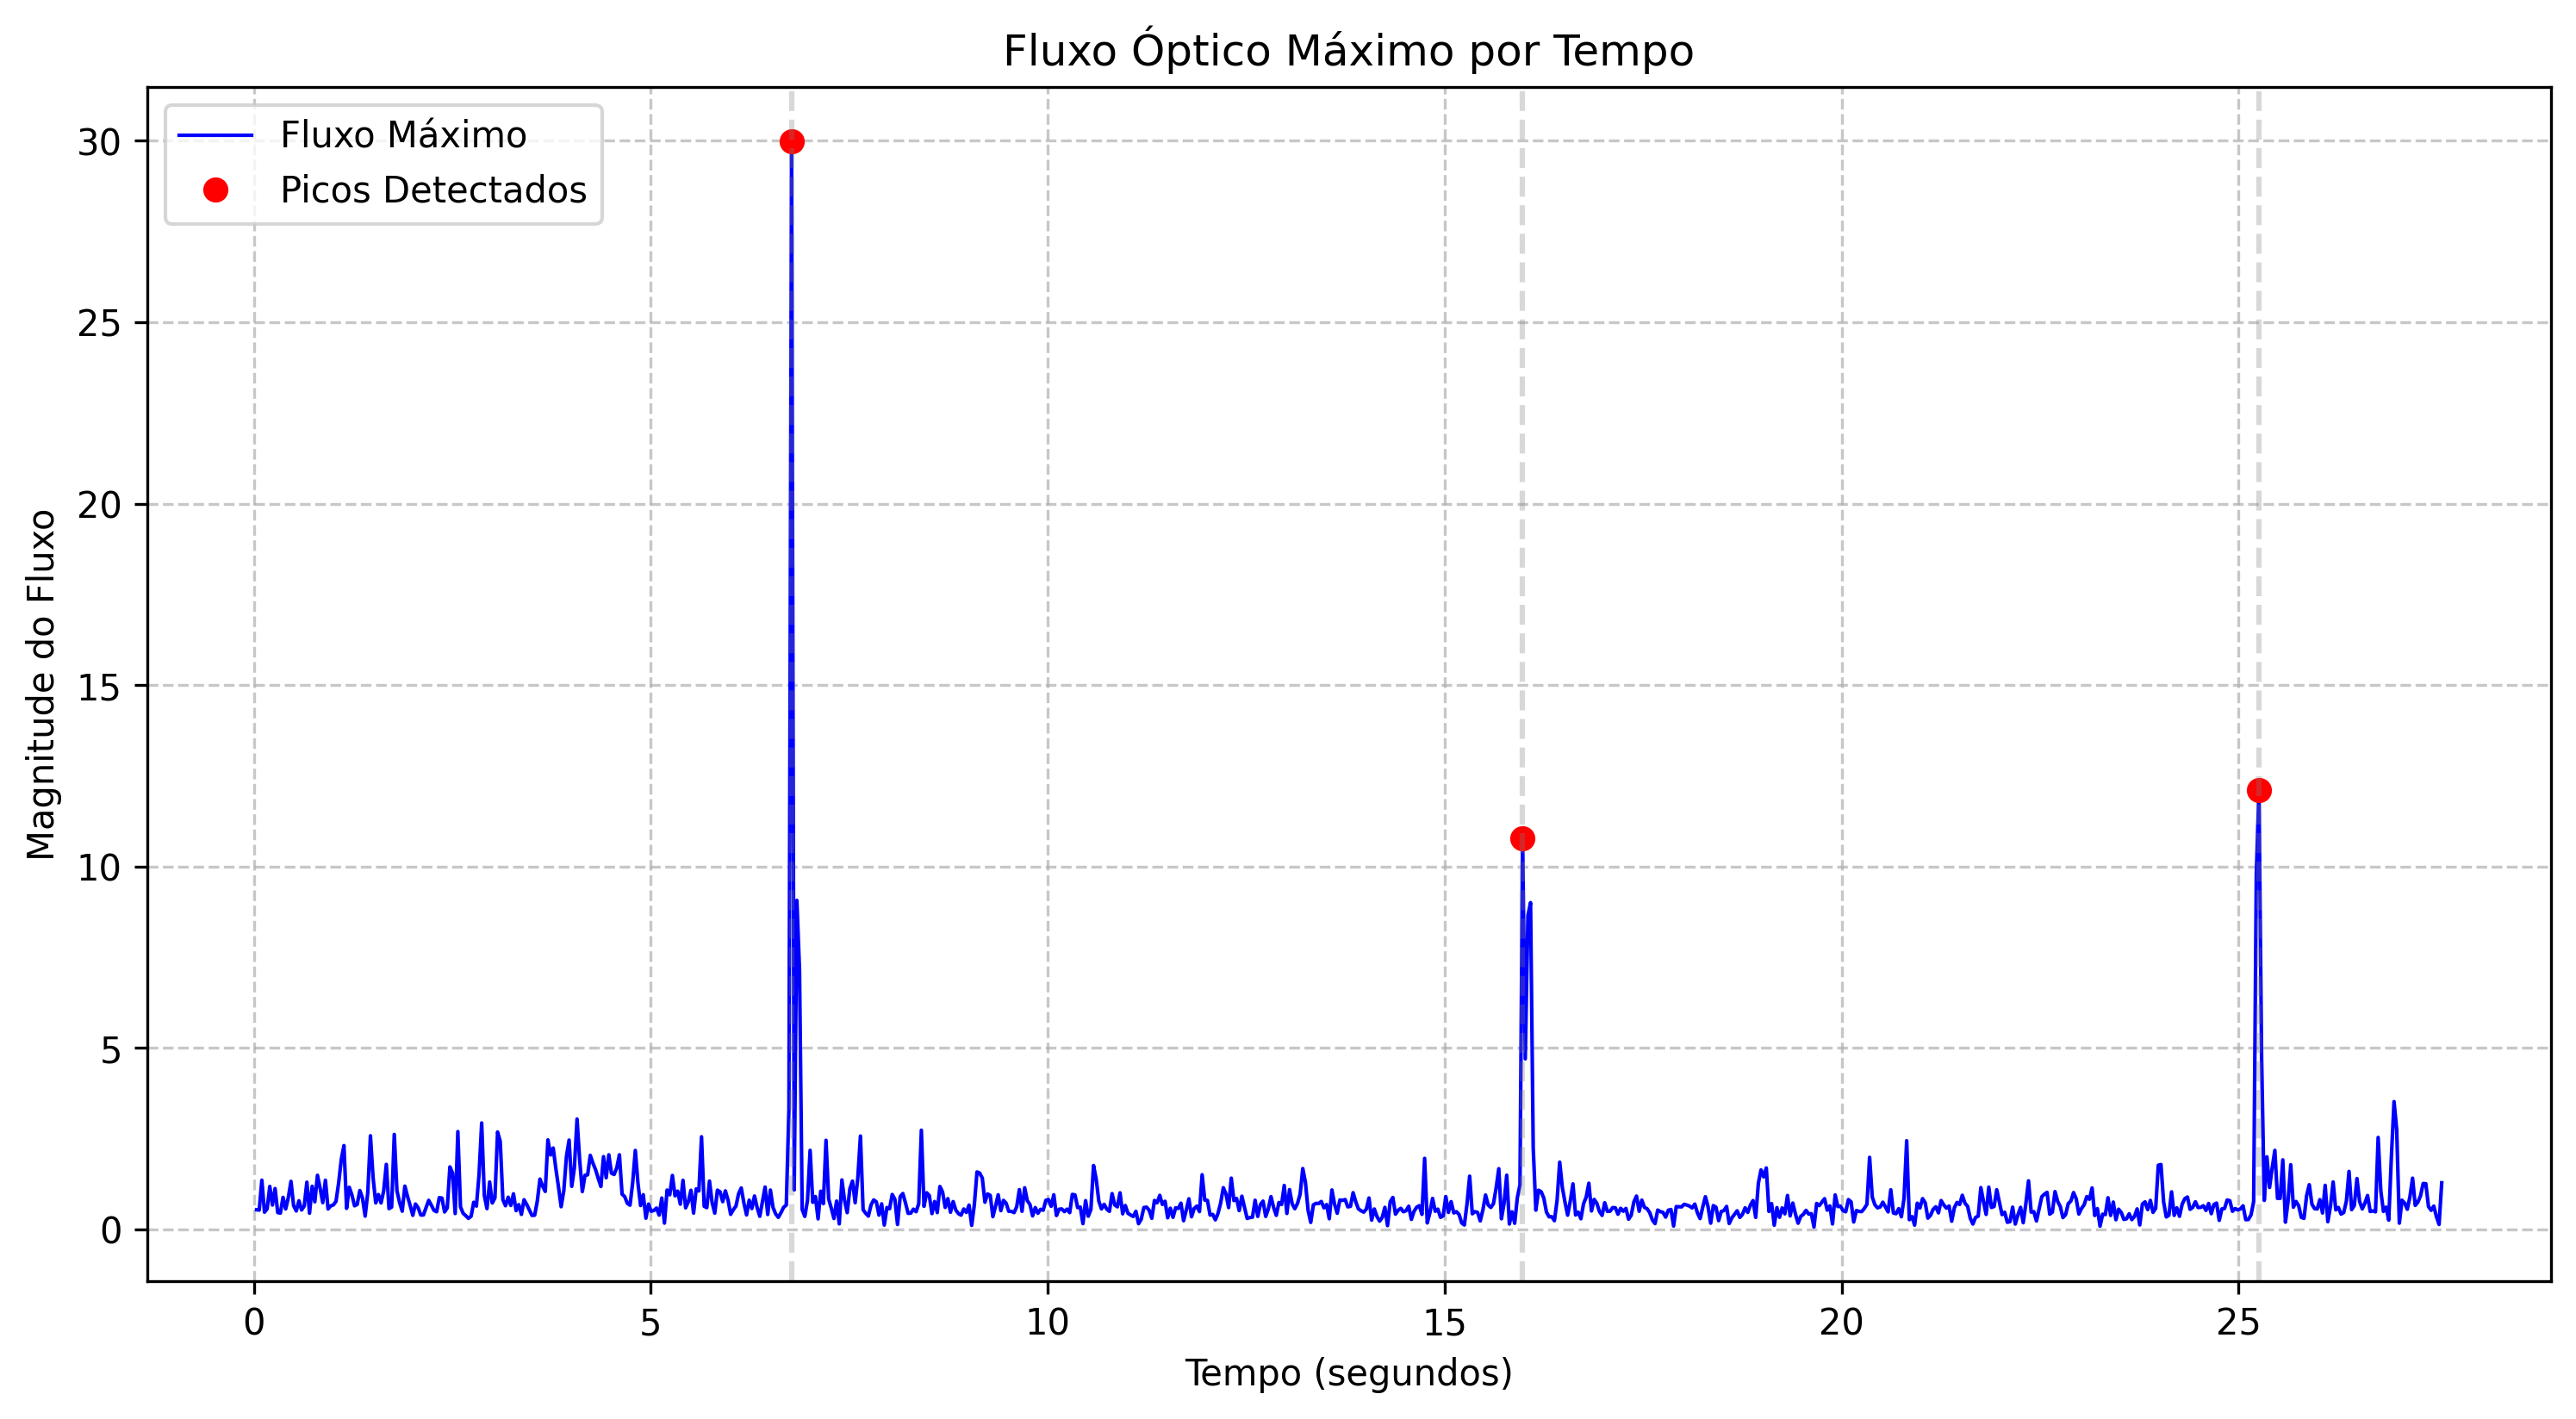 Fluxo Óptico Máximo por Tempo
Fluxo Máximo
Picos Detectados
Magnitude do Fluxo
30
25
20
15
10
5
0
0 5 10 15 20 25
Tempo (segundos)